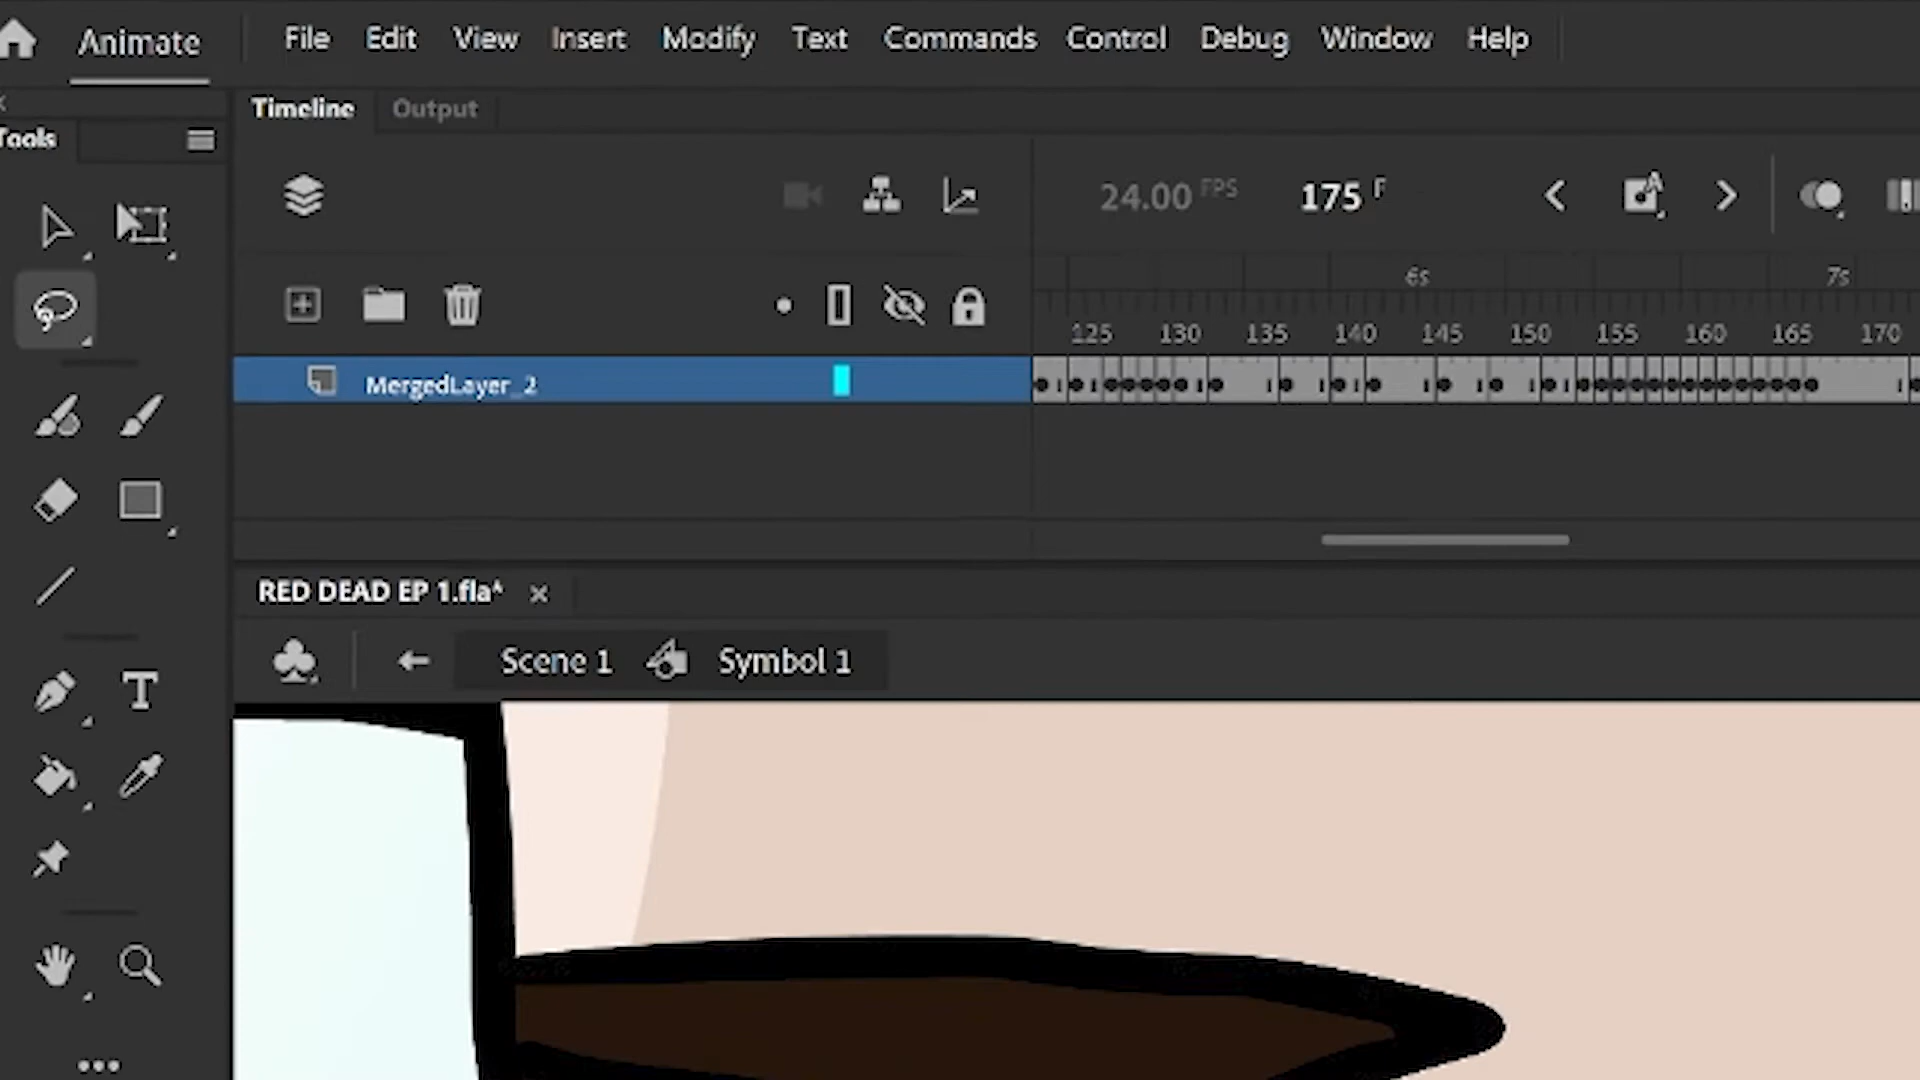 Animate File Edit View Insert Modify Text Commands Control Debug Window Help
Timeline Output
Tools
24.00 FPS 175 F
6s 7s
125 130 135 140 145 150 155 160 165 170
MergedLayer_2
RED DEAD EP 1.fla* ×
Scene 1 Symbol 1